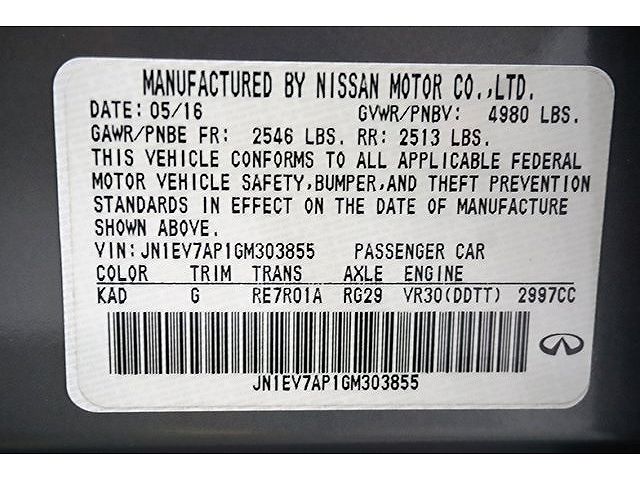 MANUFACTURED BY NISSAN MOTOR CO.,LTD.
DATE: 05/16 GVWR/PNBV: 4980 LBS.
GAWR/PNBE FR: 2546 LBS. RR: 2513 LBS.
THIS VEHICLE CONFORMS TO ALL APPLICABLE FEDERAL
MOTOR VEHICLE SAFETY,BUMPER,AND THEFT PREVENTION
STANDARDS IN EFFECT ON THE DATE OF MANUFACTURE
SHOWN ABOVE.
VIN: JN1EV7AP1GM303855 PASSENGER CAR
COLOR TRIM TRANS AXLE ENGINE
KAD G RE7R01A RG29 VR30(DDTT) 2997CC
JN1EV7AP1GM303855